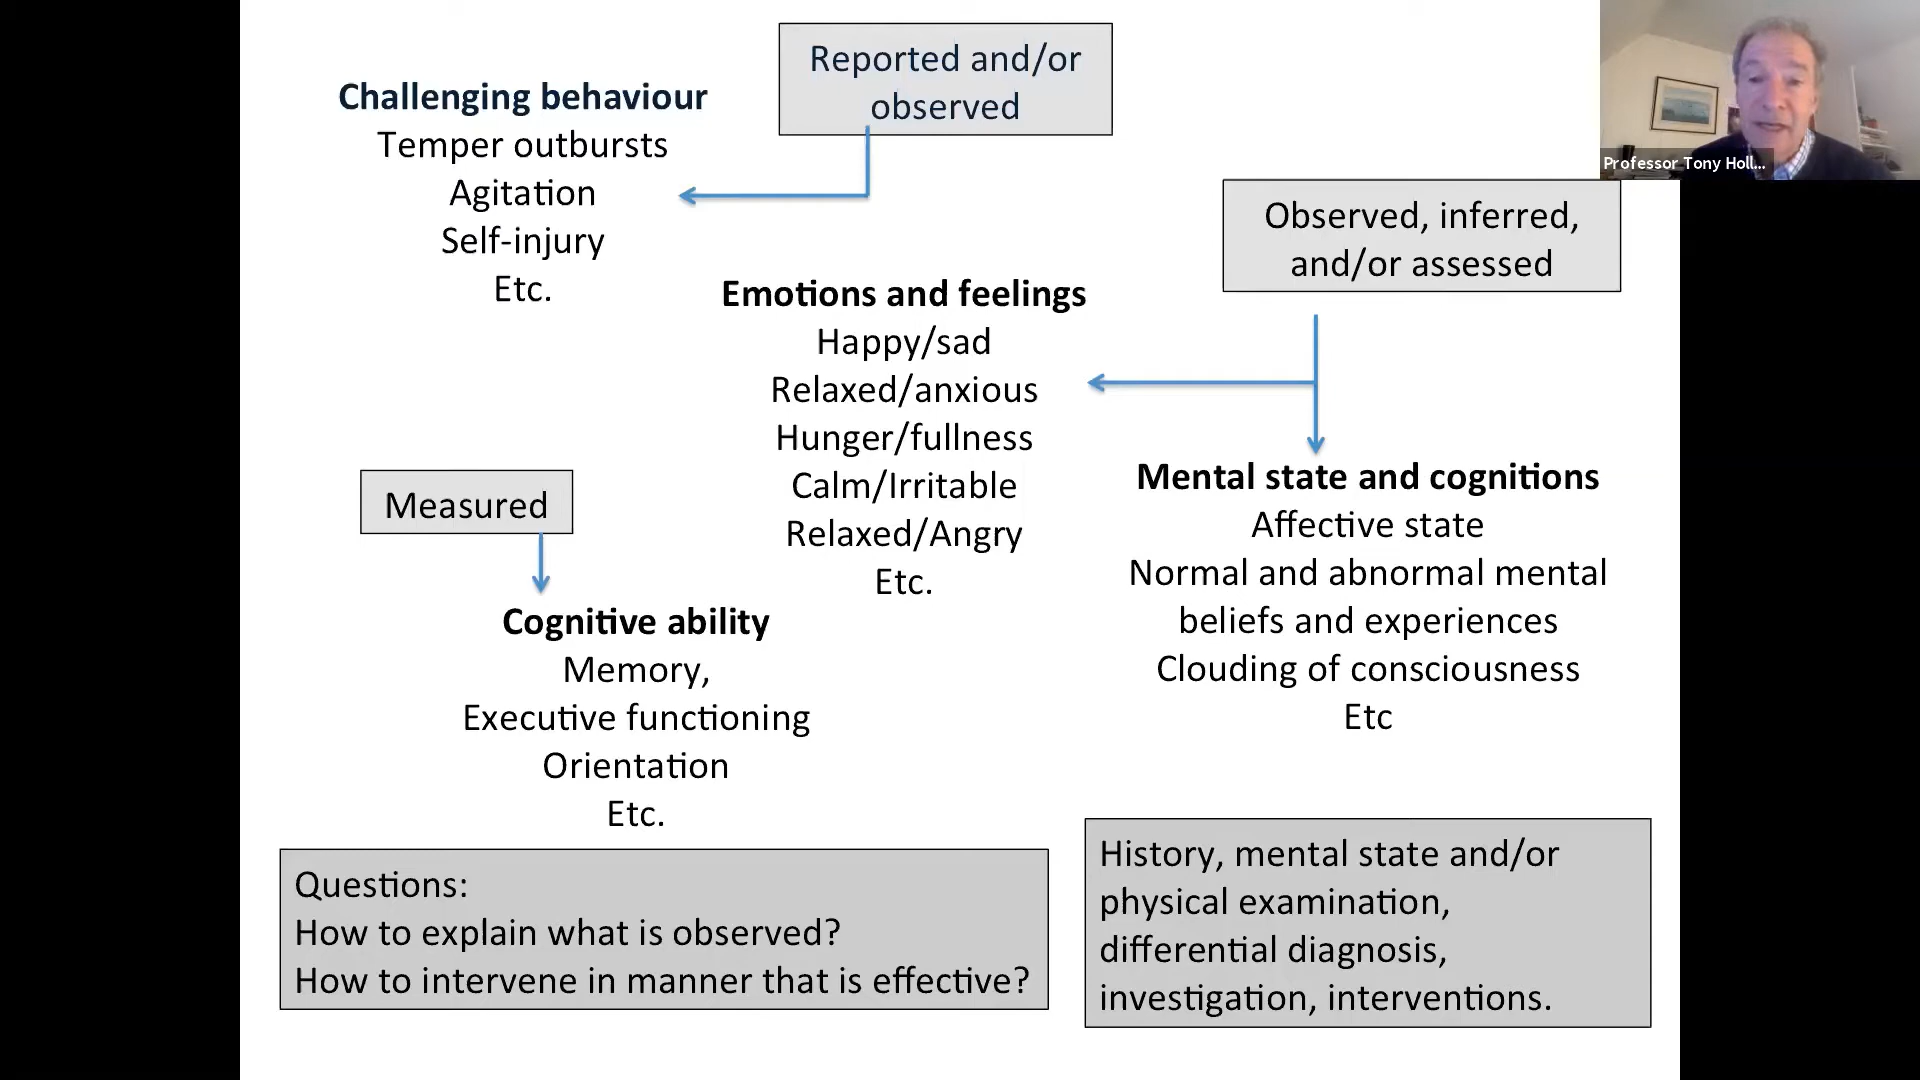 Reported and/or
observed
Challenging behaviour
Temper outbursts
Agitation
Self-injury
Etc.
Professor Tony Holl...
Observed, inferred,
and/or assessed
Emotions and feelings
Happy/sad
Relaxed/anxious
Hunger/fullness
Calm/Irritable
Relaxed/Angry
Etc.
Measured
Cognitive ability
Memory,
Executive functioning
Orientation
Etc.
Mental state and cognitions
Affective state
Normal and abnormal mental
beliefs and experiences
Clouding of consciousness
Etc
Questions:
How to explain what is observed?
How to intervene in manner that is effective?
History, mental state and/or
physical examination,
differential diagnosis,
investigation, interventions.